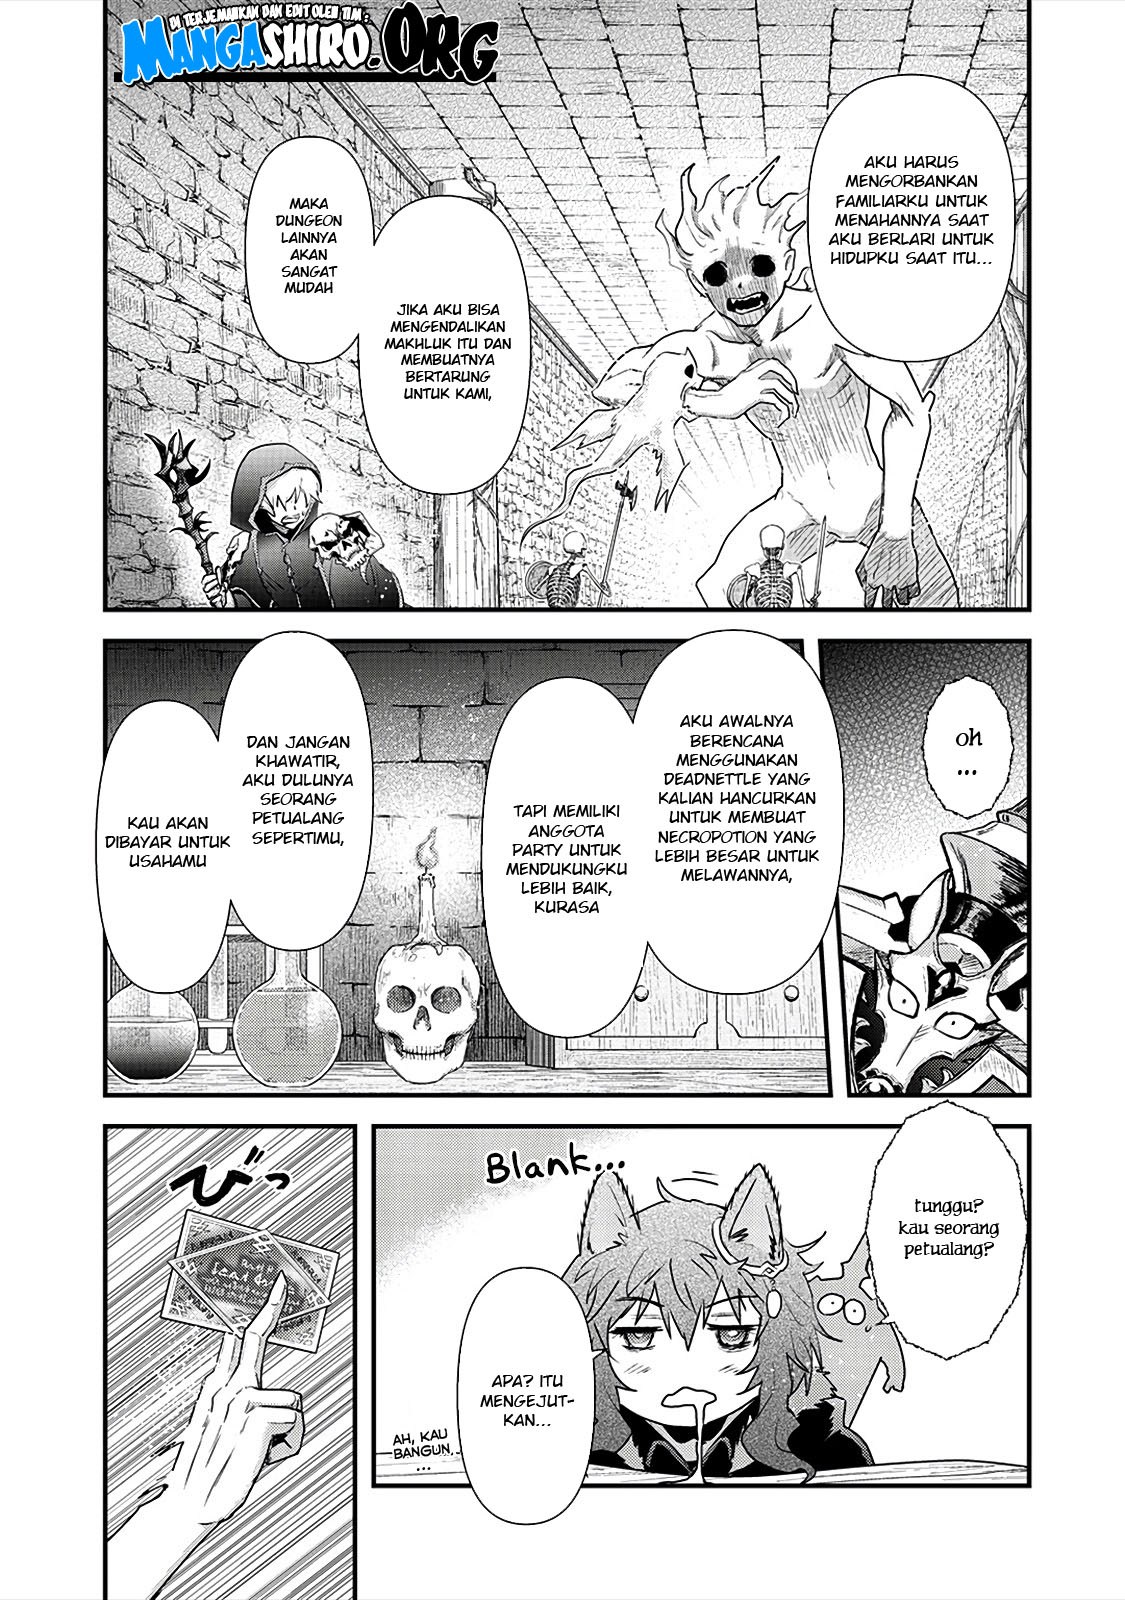 DI TERJEMAHKAN DAN EDIT OLEH TIM :
MANGASHIRO.ORG
AKU HARUS
MENGORBANKAN
FAMILIARKU UNTUK
MENAHANNYA SAAT
AKU BERLARI UNTUK
HIDUPKU SAAT ITU...
JIKA AKU BISA
MENGENDALIKAN
MAKHLUK ITU DAN
MEMBUATNYA
BERTARUNG
UNTUK KAMI,
MAKA
DUNGEON
LAINNYA
AKAN
SANGAT
MUDAH
oh
...
AKU AWALNYA
BERENCANA
MENGGUNAKAN
DEADNETTLE YANG
KALIAN HANCURKAN
UNTUK MEMBUAT
NECROPOTION YANG
LEBIH BESAR UNTUK
MELAWANNYA,
TAPI MEMILIKI
ANGGOTA
PARTY UNTUK
MENDUKUNGKU
LEBIH BAIK,
KURASA
DAN JANGAN
KHAWATIR,
AKU DULUNYA
SEORANG
PETUALANG
SEPERTIMU,
KAU AKAN
DIBAYAR UNTUK
USAHAMU
tunggu?
kau seorang
petualang?
Blank...
APA? ITU
MENGEJUT-
KAN...
AH, KAU
BANGUN,
...
びっ